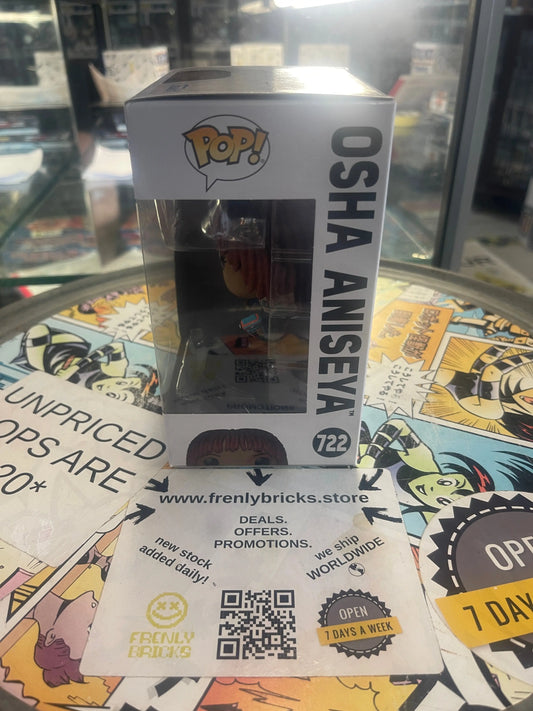 POP!
OSHA ANISEYA™
722
UNPRICED
OPS ARE
20*
www.frenlybricks.store
DEALS.
OFFERS.
PROMOTIONS.
new stock
added daily!
we ship
WORLDWIDE
FRENLY
BRICKS
OPEN
7 DAYS A WEEK
OPE
7 DAY